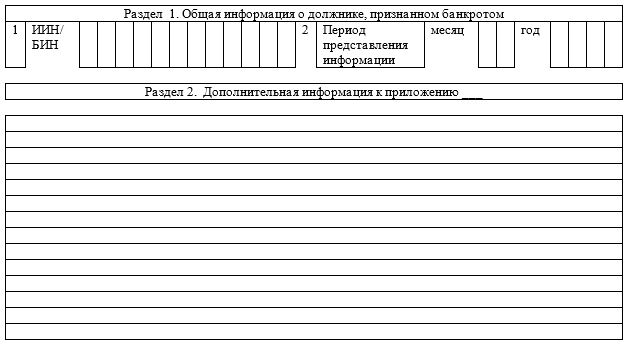 Раздел 1. Общая информация о должнике, признанном банкротом
1 ИИН/ 2 Период месяц год
БИН представления
информации
Раздел 2. Дополнительная информация к приложению ___